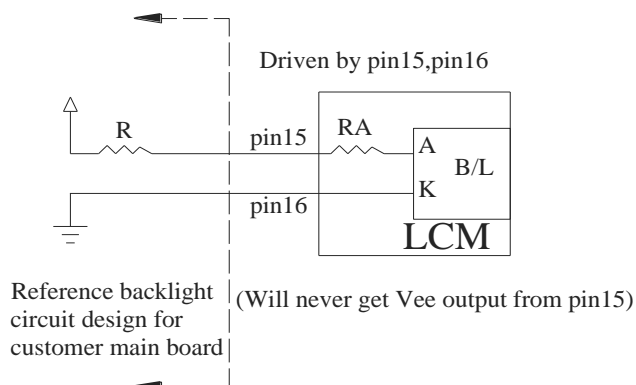 Driven by pin15,pin16
R
pin15
RA
A
B/L
K
pin16
LCM
Reference backlight
circuit design for
customer main board
(Will never get Vee output from pin15)